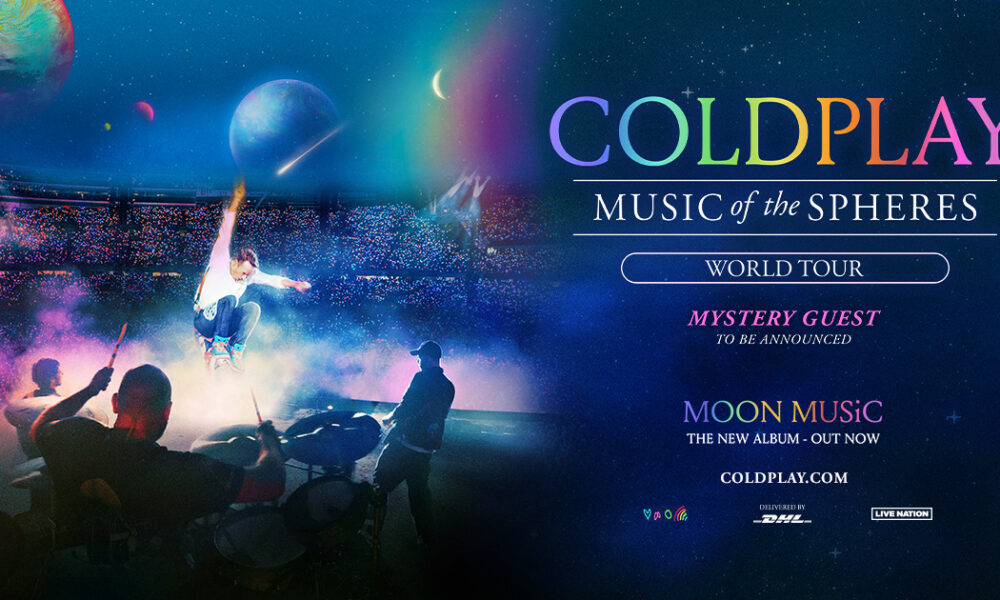 COLDPLAY
MUSIC of the SPHERES
WORLD TOUR
MYSTERY GUEST
TO BE ANNOUNCED
MOON MUSiC
THE NEW ALBUM - OUT NOW
COLDPLAY.COM
DELIVERED BY
DHL
LIVE NATION